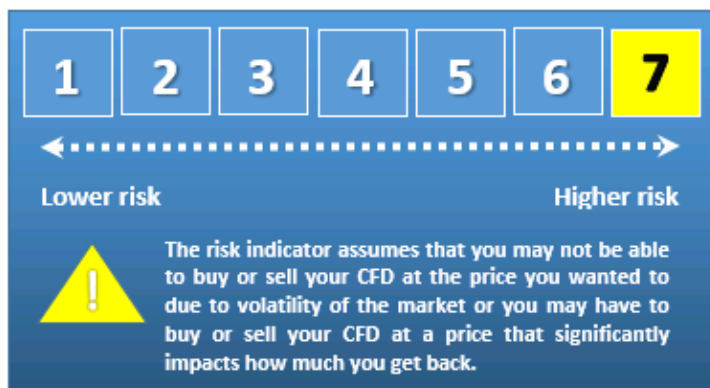 1 2 3 4 5 6 7
Lower risk Higher risk
!
The risk indicator assumes that you may not be able
to buy or sell your CFD at the price you wanted to
due to volatility of the market or you may have to
buy or sell your CFD at a price that significantly
impacts how much you get back.